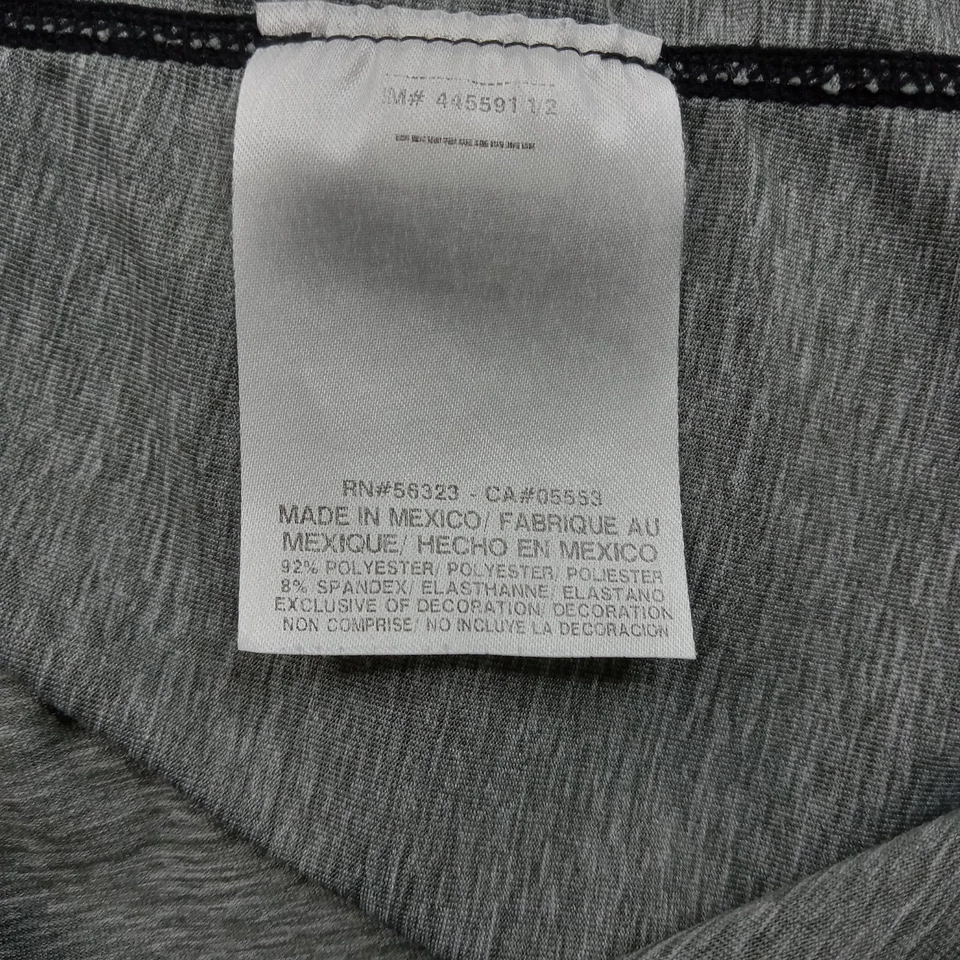 IM# 445591 1/2
RN#56323 - CA#05553
MADE IN MEXICO/ FABRIQUE AU
MEXIQUE/ HECHO EN MEXICO
92% POLYESTER/ POLYESTER/ POLIESTER
8% SPANDEX/ ELASTHANNE/ ELASTANO
EXCLUSIVE OF DECORATION/ DECORATION
NON COMPRISE/ NO INCLUYE LA DECORACION